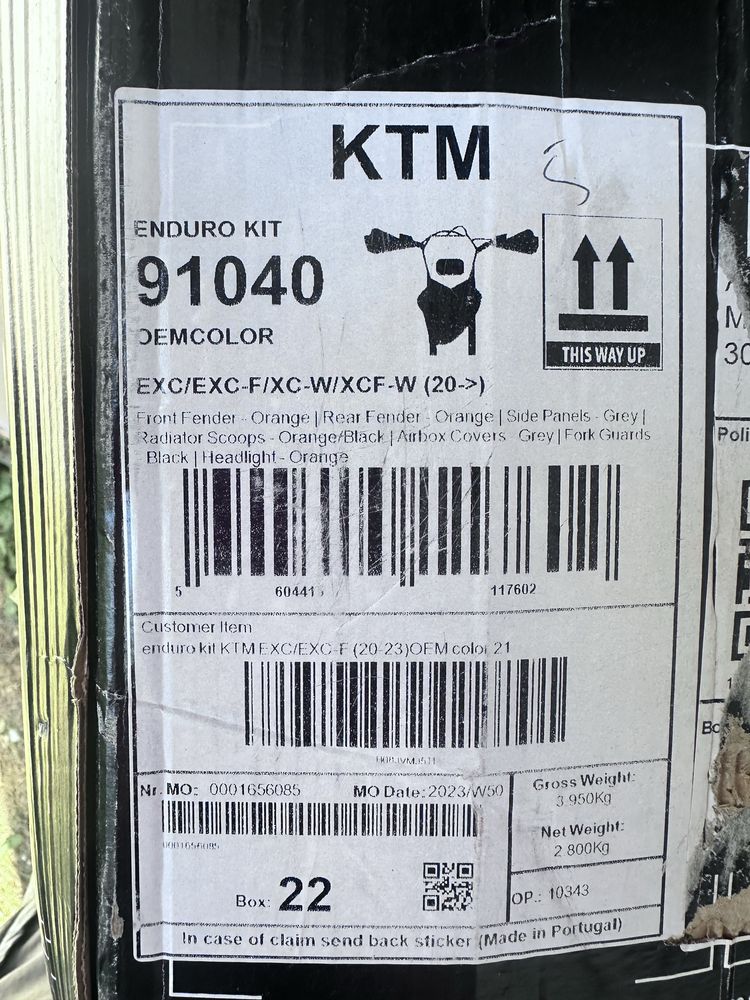 KTM
ENDURO KIT
91040
OEMCOLOR
THIS WAY UP
EXC/EXC-F/XC-W/XCF-W (20->)
Front Fender - Orange | Rear Fender - Orange | Side Panels - Grey |
Radiator Scoops - Orange/Black | Airbox Covers Grey | Fork Guards
Black | Headlight - Orange
5 604415 117602
Customer Item
enduro kit KTM EXC/EXC-F (20-23)OEM color 21
Nr. MO: 0001656085 MO Date: 2023/W50
0001656085
Gross Weight:
3 950Kg
Net Weight:
2 800Kg
Box: 22
OP.: 10343
In case of claim send back sticker (Made in Portugal)
M
30
Poli